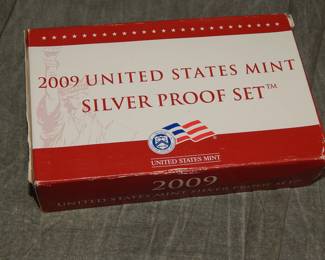 2009 UNITED STATES MINT
SILVER PROOF SET™
UNITED STATES MINT
2009
UNITED STATES MINT SILVER PROOF SET